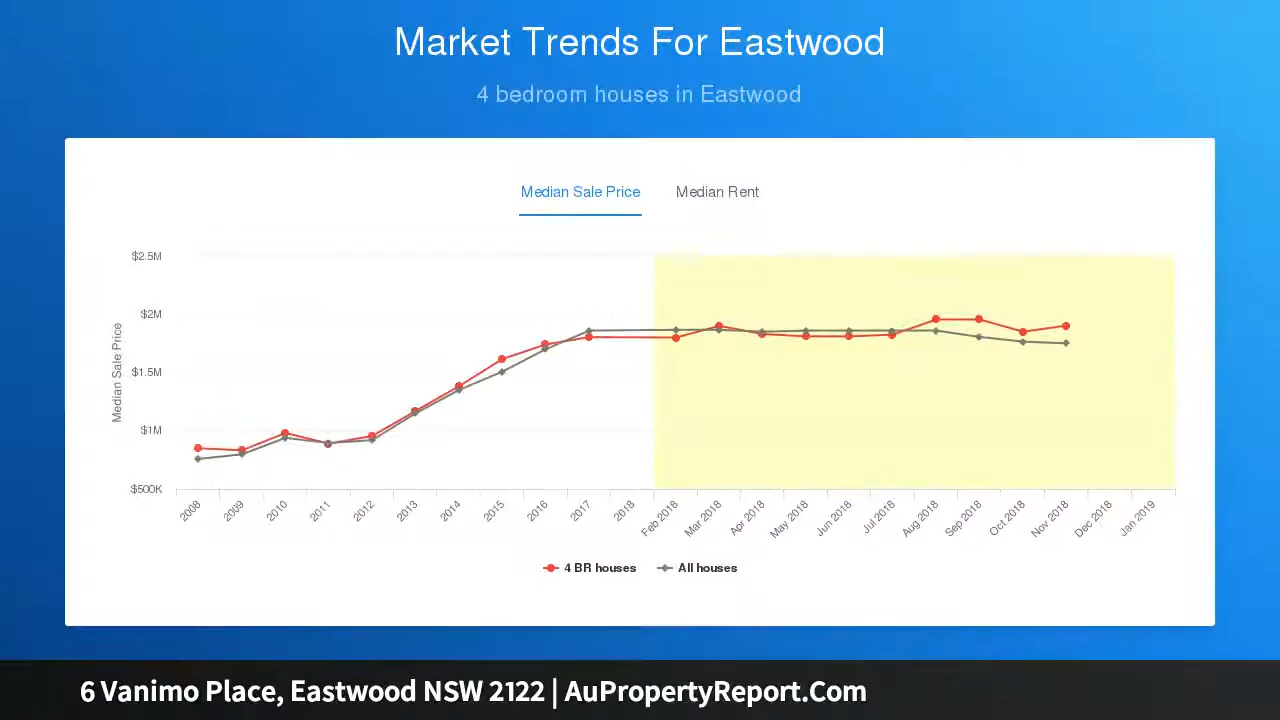 Market Trends For Eastwood
4 bedroom houses in Eastwood
Median Sale Price Median Rent
$2.5M
$2M
$1.5M
$1M
$500K
Median Sale Price
2008 2009 2010 2011 2012 2013 2014 2015 2016 2017 2018 Feb 2018 Mar 2018 Apr 2018 May 2018 Jun 2018 Jul 2018 Aug 2018 Sep 2018 Oct 2018 Nov 2018 Dec 2018 Jan 2019
4 BR houses All houses
6 Vanimo Place, Eastwood NSW 2122 | AuPropertyReport.Com